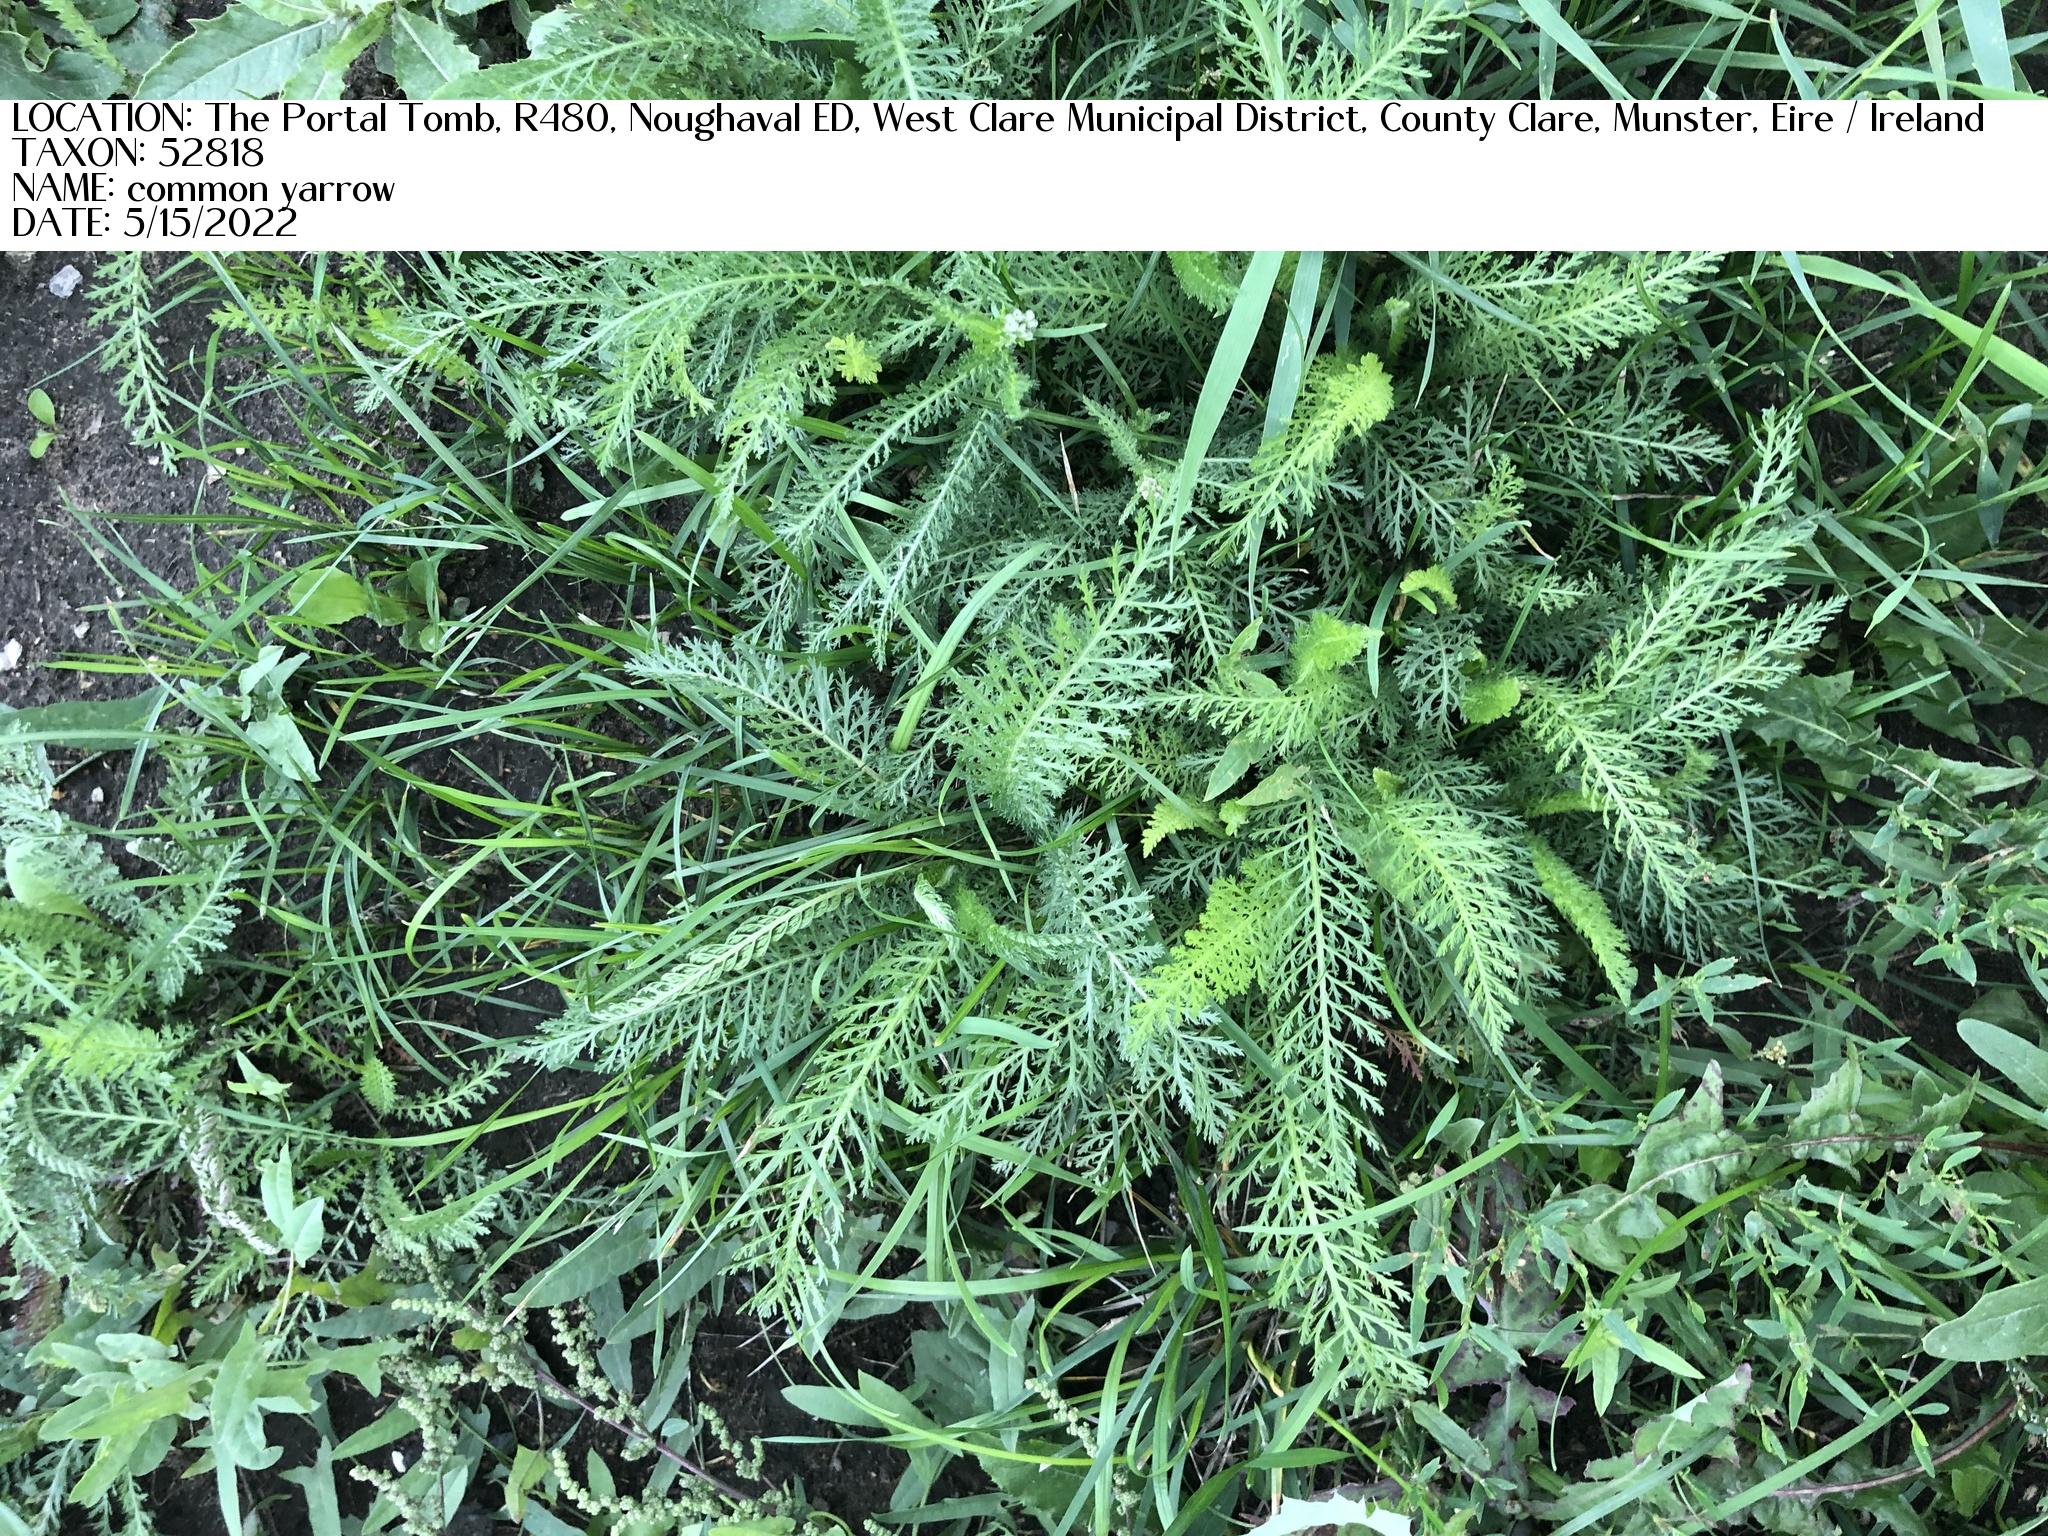 LOCATION: The Portal Tomb, R480, Noughaval ED, West Clare Municipal District, County Clare, Munster, Eire / Ireland
TAXON: 52818
NAME: common yarrow
DATE: 5/15/2022